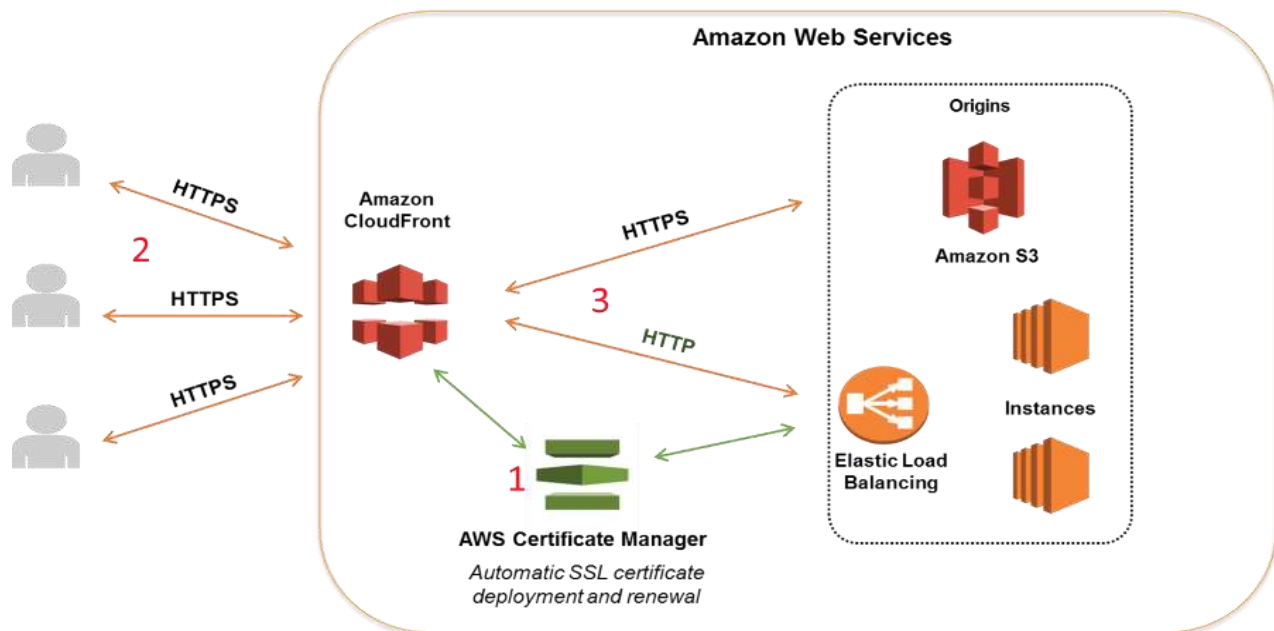 Amazon Web Services
Origins
HTTPS
Amazon
CloudFront
HTTPS
2
Amazon S3
HTTPS
3
HTTP
HTTPS
Instances
Elastic Load
Balancing
1
AWS Certificate Manager
Automatic SSL certificate
deployment and renewal